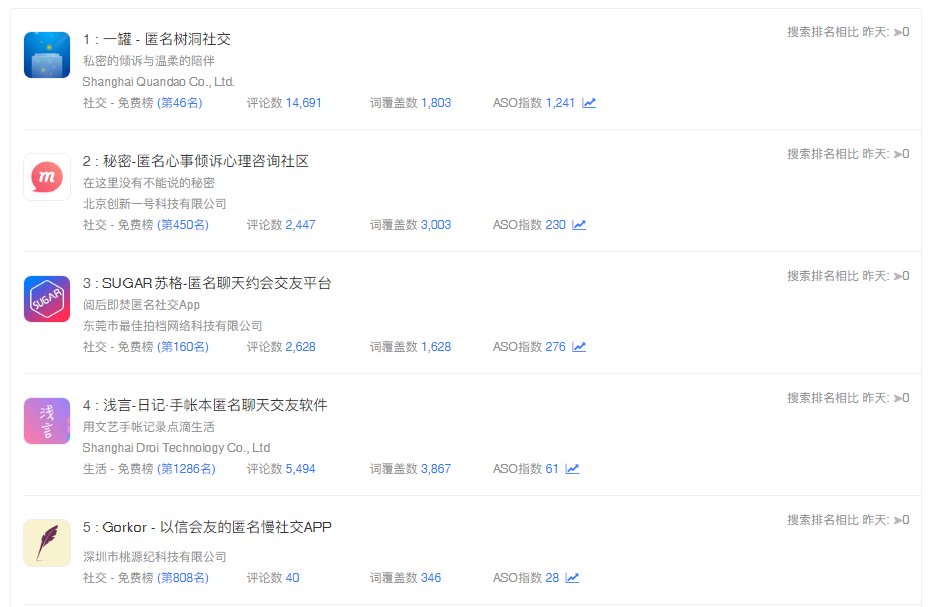 1 : 一罐 - 匿名树洞社交
搜索排名相比 昨天: ➢0
私密的倾诉与温柔的陪伴
Shanghai Quandao Co., Ltd.
社交 - 免费榜 (第46名) 评论数 14,691 词覆盖数 1,803 ASO指数 1,241
m
2 : 秘密-匿名心事倾诉心理咨询社区
搜索排名相比 昨天: ➢0
在这里没有不能说的秘密
北京创新一号科技有限公司
社交 - 免费榜 (第450名) 评论数 2,447 词覆盖数 3,003 ASO指数 230
SUGAR
3 : SUGAR苏格-匿名聊天约会交友平台
搜索排名相比 昨天: ➢0
阅后即焚匿名社交App
东莞市最佳拍档网络科技有限公司
社交 - 免费榜 (第160名) 评论数 2,628 词覆盖数 1,628 ASO指数 276
浅言
4 : 浅言-日记·手帐本匿名聊天交友软件
搜索排名相比 昨天: ➢0
用文艺手帐记录点滴生活
Shanghai Droi Technology Co., Ltd
生活 - 免费榜 (第1286名) 评论数 5,494 词覆盖数 3,867 ASO指数 61
5 : Gorkor - 以信会友的匿名慢社交APP
搜索排名相比 昨天: ➢0
深圳市桃源纪科技有限公司
社交 - 免费榜 (第808名) 评论数 40 词覆盖数 346 ASO指数 28